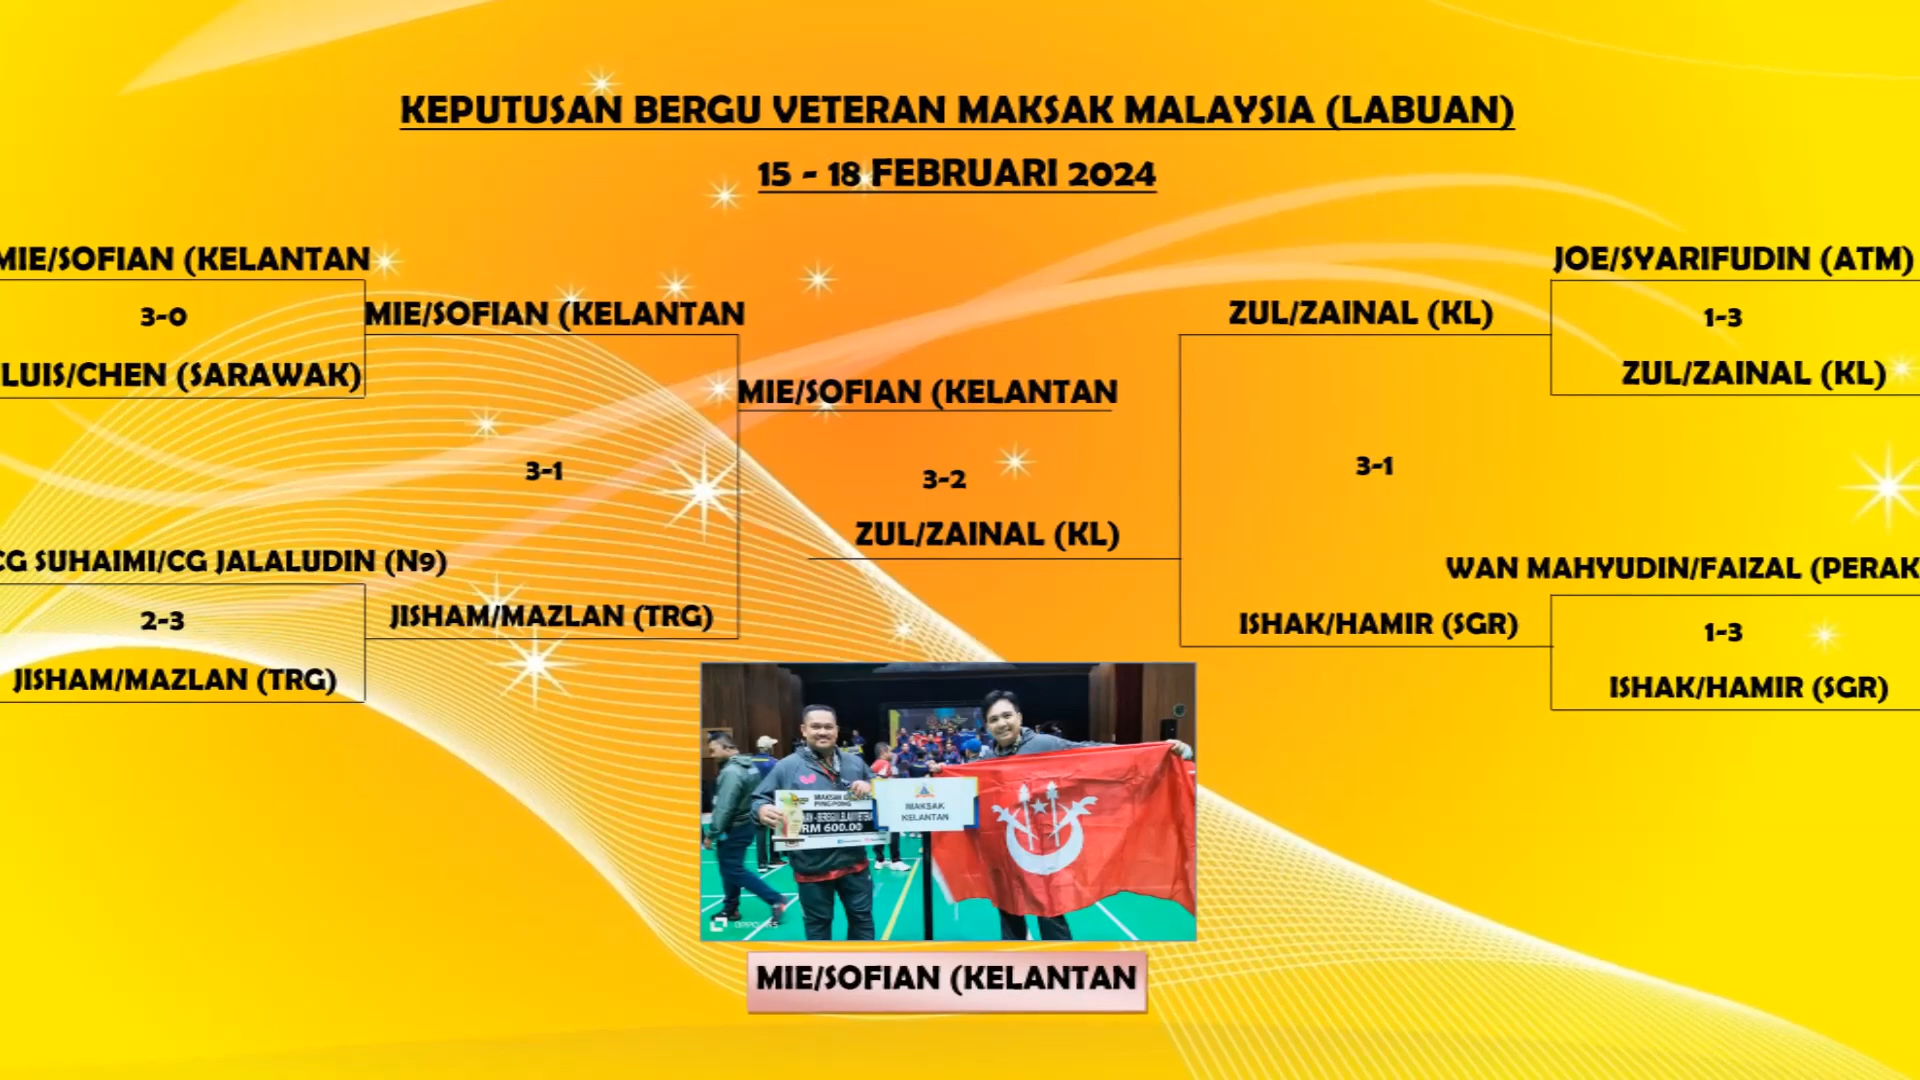 KEPUTUSAN BERGU VETERAN MAKSAK MALAYSIA (LABUAN)
15 - 18 FEBRUARI 2024
MIE/SOFIAN (KELANTAN
3-0
LUIS/CHEN (SARAWAK)
MIE/SOFIAN (KELANTAN
3-1
CG SUHAIMI/CG JALALUDIN (N9)
2-3
JISHAM/MAZLAN (TRG)
JISHAM/MAZLAN (TRG)
MIE/SOFIAN (KELANTAN
3-2
ZUL/ZAINAL (KL)
ZUL/ZAINAL (KL)
3-1
ISHAK/HAMIR (SGR)
JOE/SYARIFUDIN (ATM)
1-3
ZUL/ZAINAL (KL)
WAN MAHYUDIN/FAIZAL (PERAK
1-3
ISHAK/HAMIR (SGR)
MAKSAK
PINGPONG
RM 600.00
MAKSAK
KELANTAN
MIE/SOFIAN (KELANTAN